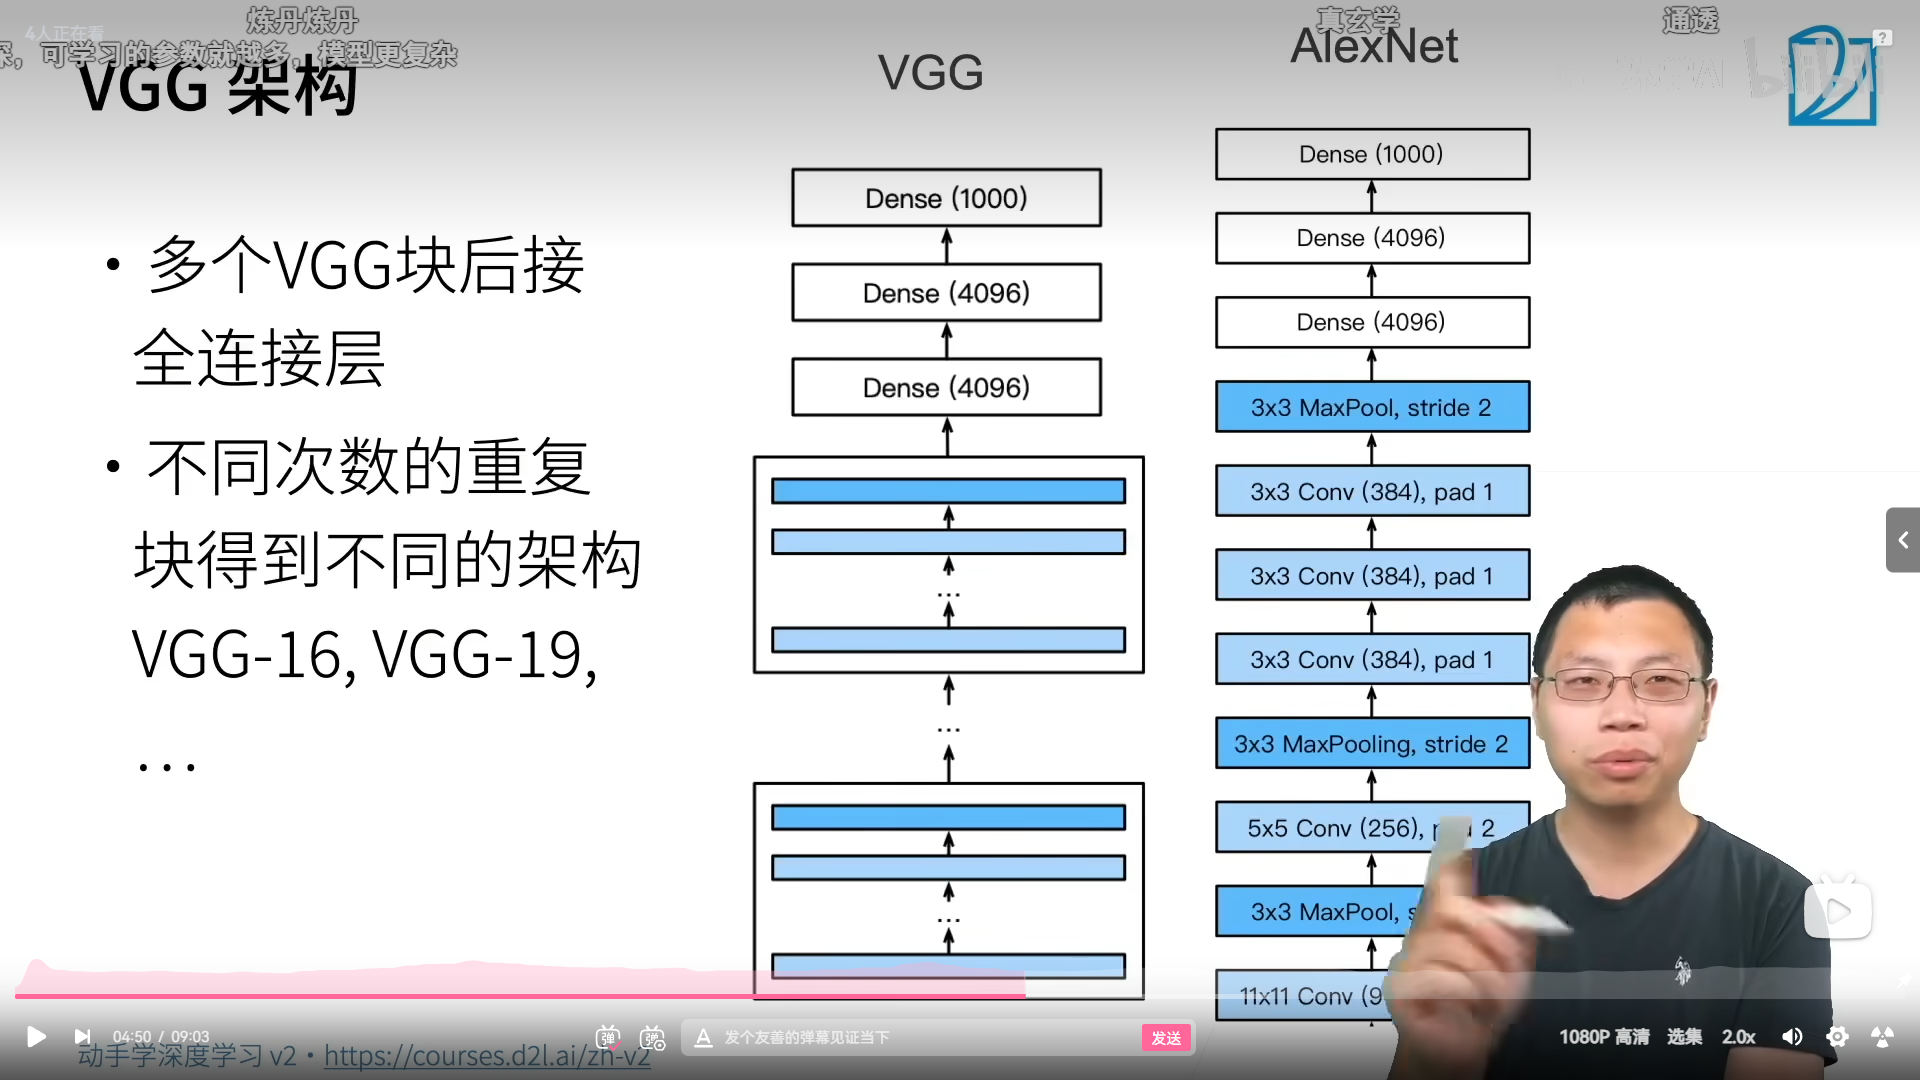 4人正在看
炼丹炼丹
真玄学
通透
深，可学习的参数就越多，模型更复杂
VGG 架构
VGG
AlexNet
• 多个VGG块后接
全连接层
• 不同次数的重复
块得到不同的架构
VGG-16, VGG-19,
...
Dense (1000)
Dense (4096)
Dense (4096)
...
...
...
Dense (1000)
Dense (4096)
Dense (4096)
3x3 MaxPool, stride 2
3x3 Conv (384), pad 1
3x3 Conv (384), pad 1
3x3 Conv (384), pad 1
3x3 MaxPooling, stride 2
5x5 Conv (256), pad 2
3x3 MaxPool, s
11x11 Conv (9
04:50 / 09:03
弹
弹
A 发个友善的弹幕见证当下
发送
1080P 高清
选集
2.0x
动手学深度学习 v2 • https://courses.d2l.ai/zh-v2